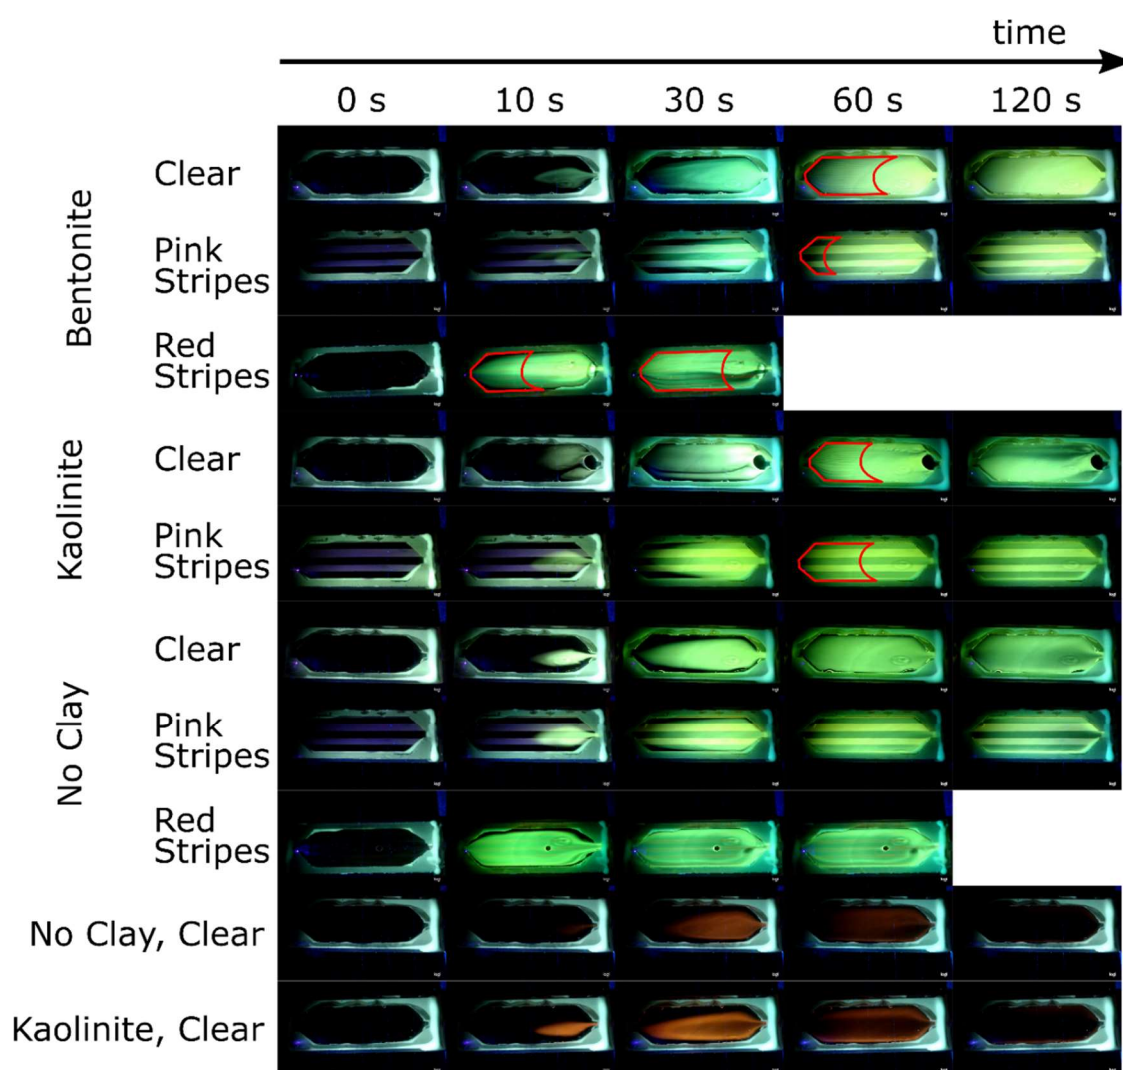 time
0 s 10 s 30 s 60 s 120 s
Bentonite
Clear
Pink
Stripes
Red
Stripes
Kaolinite
Clear
Pink
Stripes
No Clay
Clear
Pink
Stripes
Red
Stripes
No Clay, Clear
Kaolinite, Clear